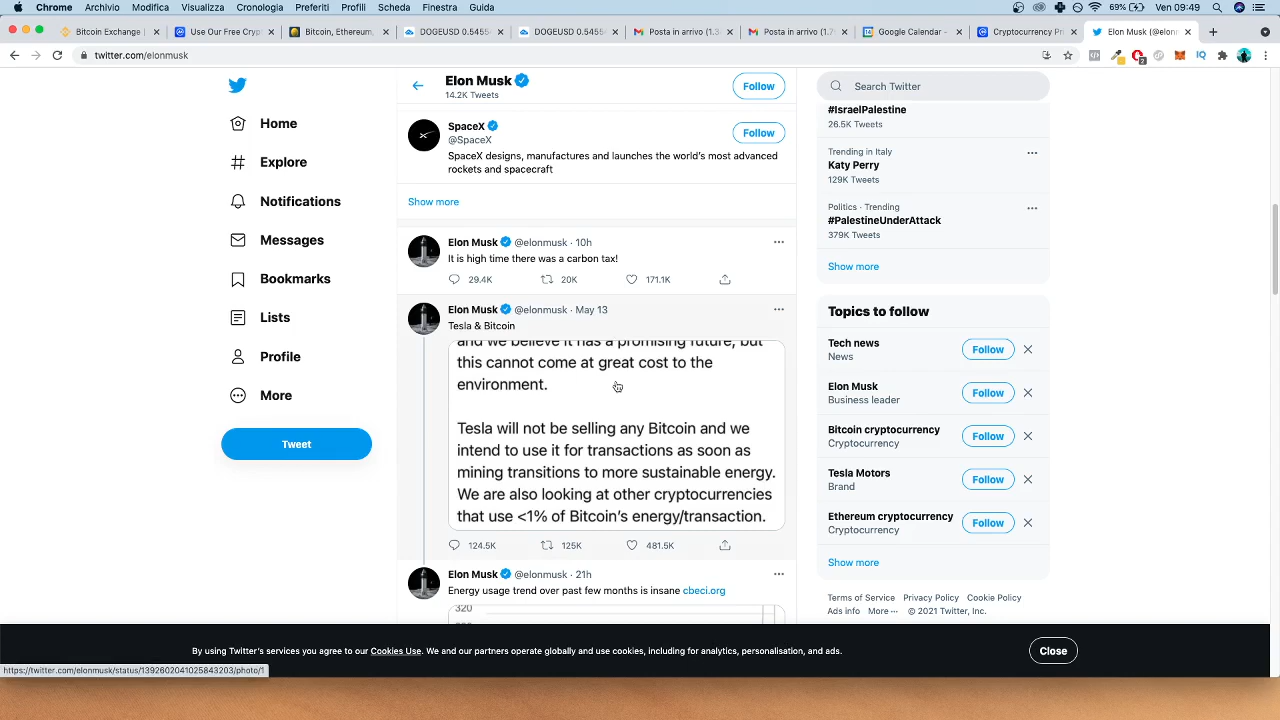 Chrome Archivio Modifica Visualizza Cronologia Preferiti Profili Scheda Finestra Guida 69% Ven 09:49
Bitcoin Exchange | Use Our Free Cryp Bitcoin, Ethereum, DOGEUSD 0.5455 DOGEUSD 0.5455 Posta in arrivo (1.3 Posta in arrivo (1.7 Google Calendar - Cryptocurrency Pri Elon Musk (@elon
twitter.com/elonmusk
Elon Musk
14.2K Tweets
Follow
Home
Explore
Notifications
Messages
Bookmarks
Lists
Profile
More
Tweet
SpaceX
@SpaceX
Follow
SpaceX designs, manufactures and launches the world's most advanced
rockets and spacecraft
Show more
Elon Musk @elonmusk · 10h
It is high time there was a carbon tax!
29.4K 20K 171.1K
Elon Musk @elonmusk · May 13
Tesla & Bitcoin
and we believe it has a promising future, but
this cannot come at great cost to the
environment.
Tesla will not be selling any Bitcoin and we
intend to use it for transactions as soon as
mining transitions to more sustainable energy.
We are also looking at other cryptocurrencies
that use <1% of Bitcoin's energy/transaction.
124.5K 125K 481.5K
Elon Musk @elonmusk · 21h
Energy usage trend over past few months is insane cbeci.org
320
Search Twitter
#IsraelPalestine
26.5K Tweets
Trending in Italy
Katy Perry
129K Tweets
Politics · Trending
#PalestineUnderAttack
379K Tweets
Show more
Topics to follow
Tech news
News
Follow
Elon Musk
Business leader
Follow
Bitcoin cryptocurrency
Cryptocurrency
Follow
Tesla Motors
Brand
Follow
Ethereum cryptocurrency
Cryptocurrency
Follow
Show more
Terms of Service Privacy Policy Cookie Policy
Ads info More ··· © 2021 Twitter, Inc.
By using Twitter's services you agree to our Cookies Use. We and our partners operate globally and use cookies, including for analytics, personalisation, and ads.
Close
https://twitter.com/elonmusk/status/1392602041025843203/photo/1